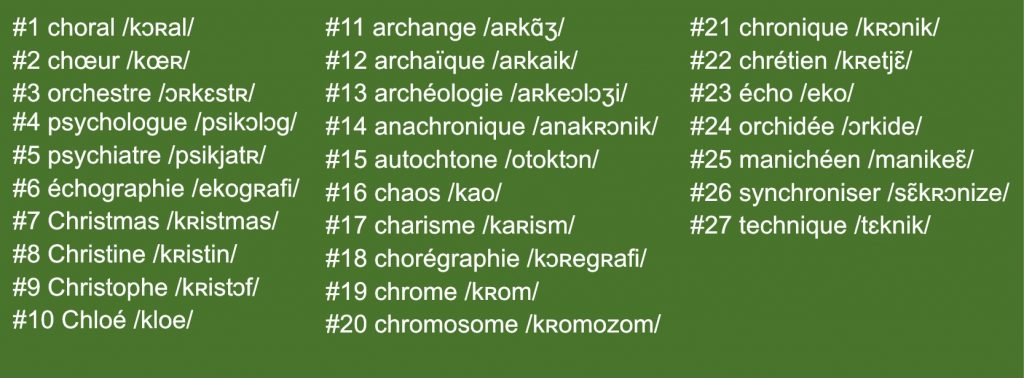 #1 choral /kɔʀal/
#2 chœur /kœʀ/
#3 orchestre /ɔʀkɛstʀ/
#4 psychologue /psikɔlɔg/
#5 psychiatre /psikjatʀ/
#6 échographie /ekogʀafi/
#7 Christmas /kʀistmas/
#8 Christine /kʀistin/
#9 Christophe /kʀistɔf/
#10 Chloé /kloe/
#11 archange /aʀkɑ̃ʒ/
#12 archaïque /aʀkaik/
#13 archéologie /aʀkeɔlɔʒi/
#14 anachronique /anakʀɔnik/
#15 autochtone /otoktɔn/
#16 chaos /kao/
#17 charisme /kaʀism/
#18 chorégraphie /kɔʀegʀafi/
#19 chrome /kʀom/
#20 chromosome /kʀomozom/
#21 chronique /kʀɔnik/
#22 chrétien /kʀetjɛ̃/
#23 écho /eko/
#24 orchidée /ɔrkide/
#25 manichéen /manikeɛ̃/
#26 synchroniser /sɛ̃kʀɔnize/
#27 technique /tɛknik/